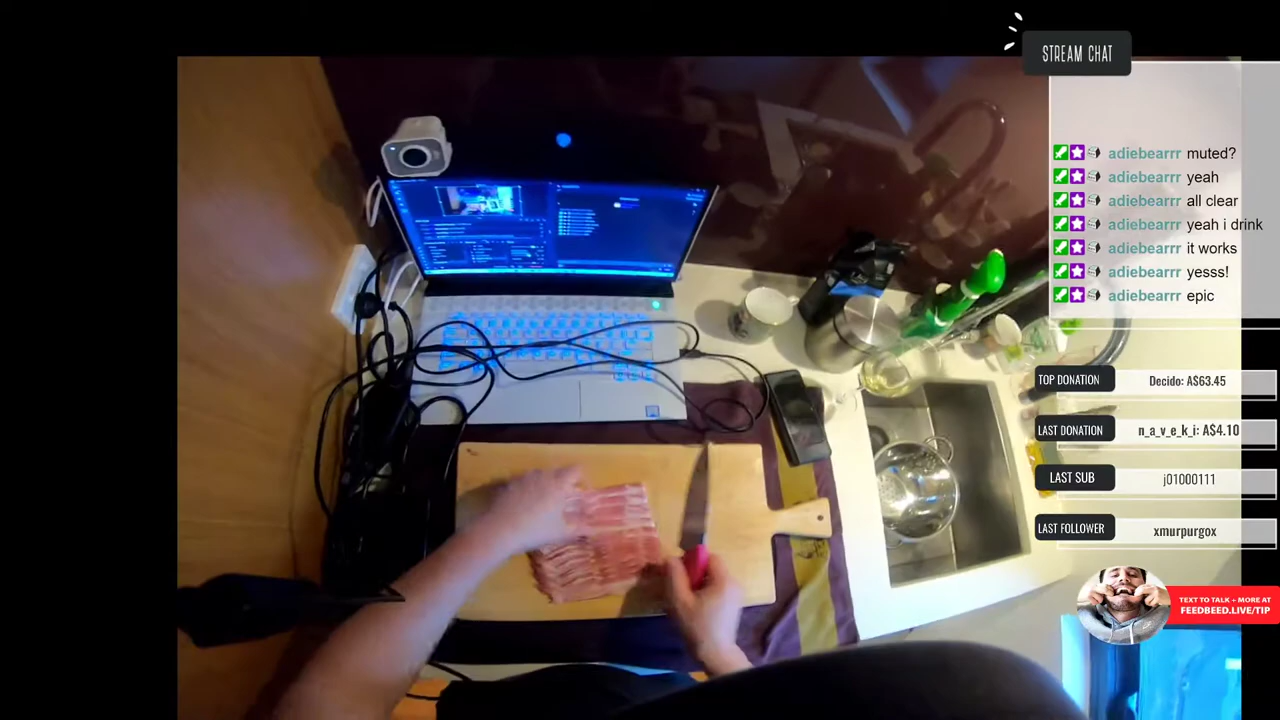 STREAM CHAT
adiebearrr muted?
adiebearrr yeah
adiebearrr all clear
adiebearrr yeah i drink
adiebearrr it works
adiebearrr yesss!
adiebearrr epic
TOP DONATION Decido: A$63.45
LAST DONATION n_a_v_e_k_i: A$4.10
LAST SUB j01000111
LAST FOLLOWER xmurpurgox
TEXT TO TALK + MORE AT
FEEDBEED.LIVE/TIP